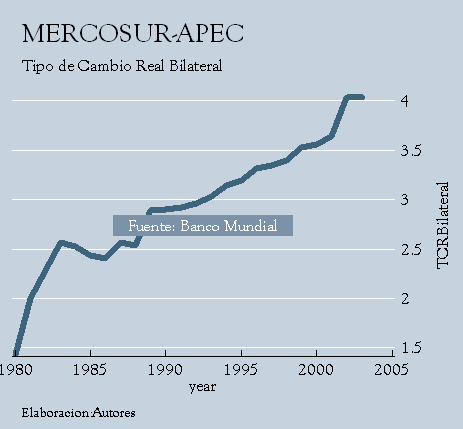 MERCOSUR-APEC
Tipo de Cambio Real Bilateral
4
3.5
3
Fuente: Banco Mundial
2.5
2
1.5
TCRBilateral
1980 1985 1990 1995 2000 2005
year
Elaboracion:Autores